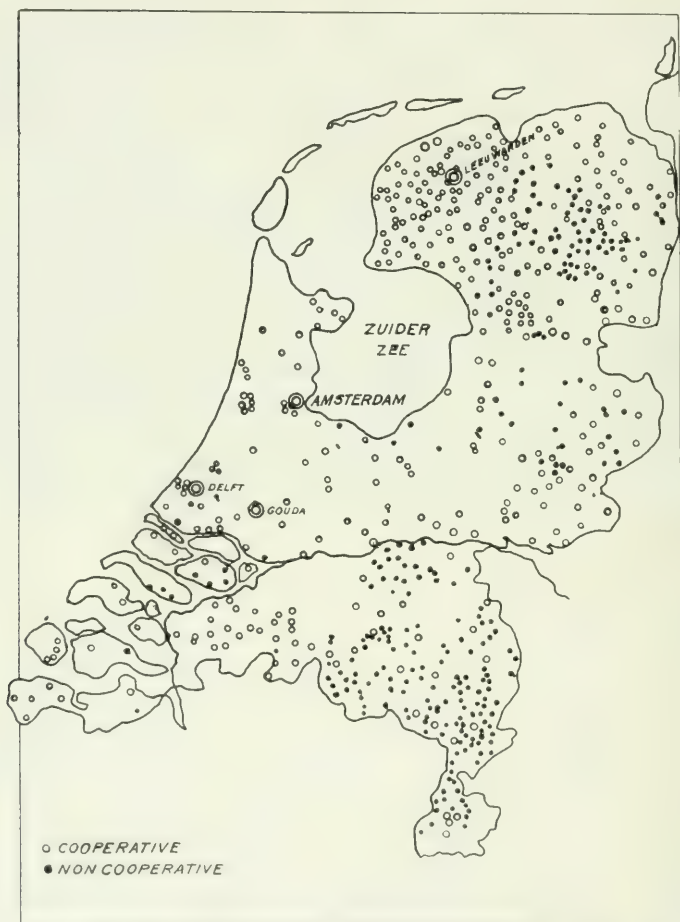 LEEUWARDEN
ZUIDER
ZEE
AMSTERDAM
DELFT
GOUDA
COOPERATIVE
NON COOPERATIVE